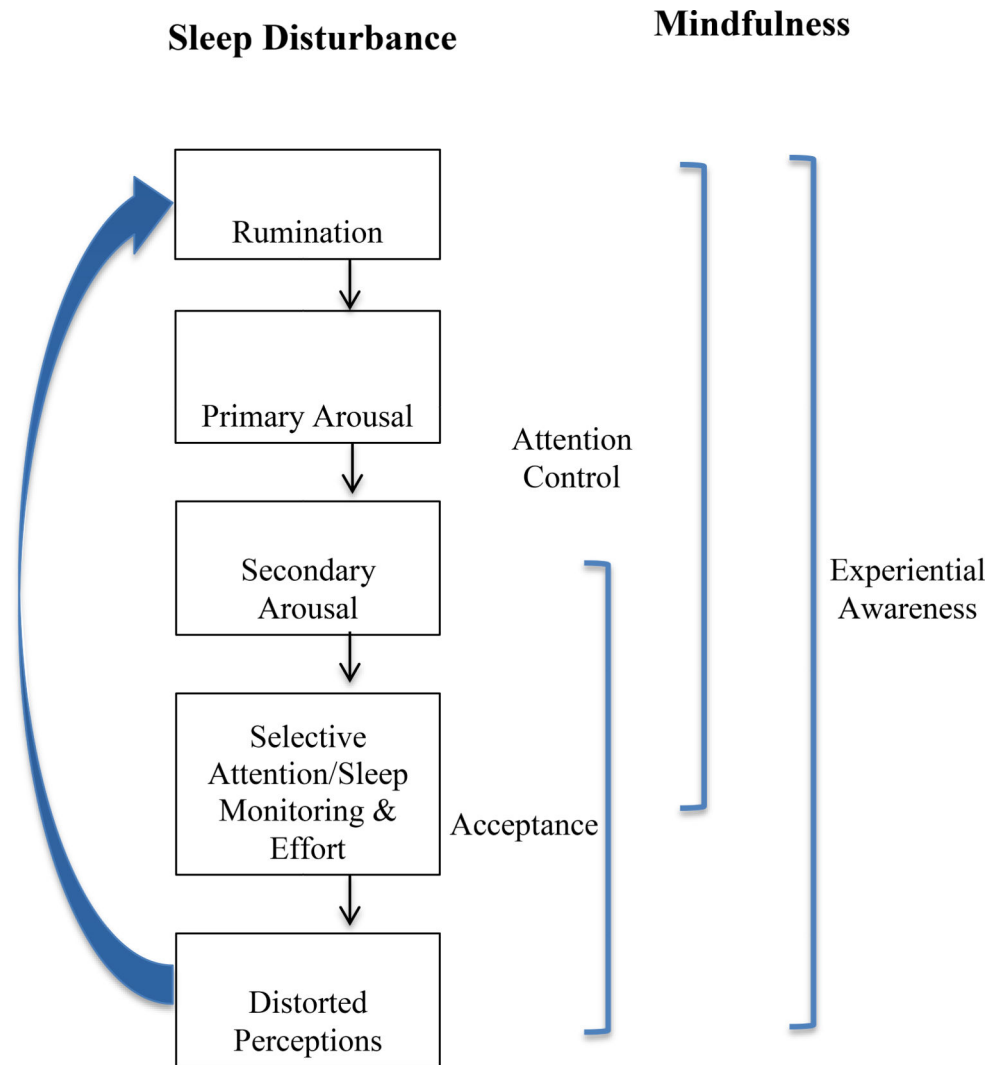 Sleep Disturbance
Mindfulness
Rumination
Primary Arousal
Attention
Control
Secondary
Arousal
Experiential
Awareness
Selective
Attention/Sleep
Monitoring &
Effort
Acceptance
Distorted
Perceptions